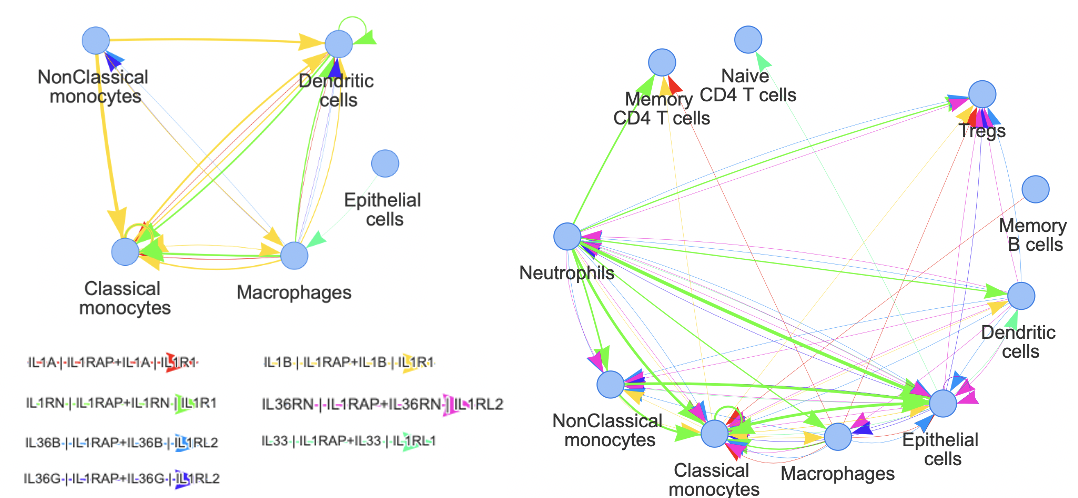 NonClassical
monocytes
Dendritic
cells
Epithelial
cells
Classical
monocytes
Macrophages
IL1A-|-IL1RAP+IL1A-|-IL1R1
IL1B-|-IL1RAP+IL1B-|-IL1R1
IL1RN-|-IL1RAP+IL1RN-|-IL1R1
IL36RN-|-IL1RAP+IL36RN-|-IL1RL2
IL36B-|-IL1RAP+IL36B-|-IL1RL2
IL33-|-IL1RAP+IL33-|-IL1RL1
IL36G-|-IL1RAP+IL36G-|-IL1RL2
Memory
CD4 T cells
Naive
CD4 T cells
Tregs
Memory
B cells
Neutrophils
Dendritic
cells
NonClassical
monocytes
Classical
monocytes
Macrophages
Epithelial
cells